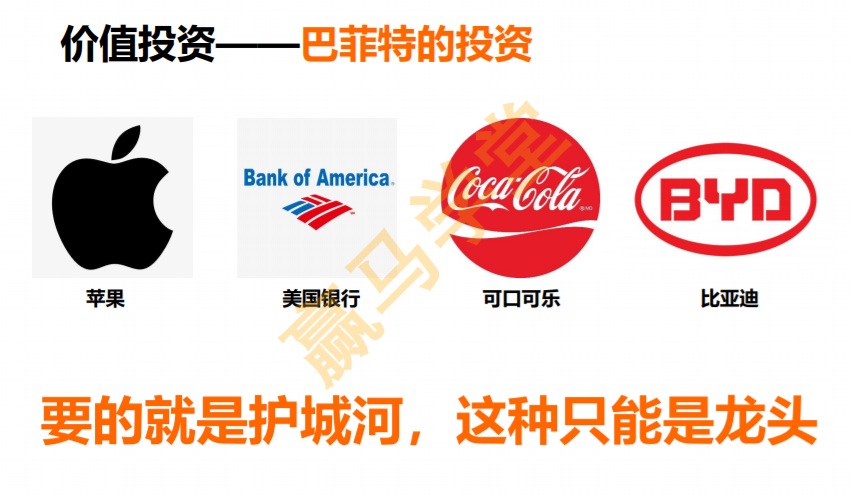 价值投资——巴菲特的投资
Bank of America
Coca-Cola
BYD
苹果
美国银行
可口可乐
比亚迪
赢马学堂
要的就是护城河，这种只能是龙头